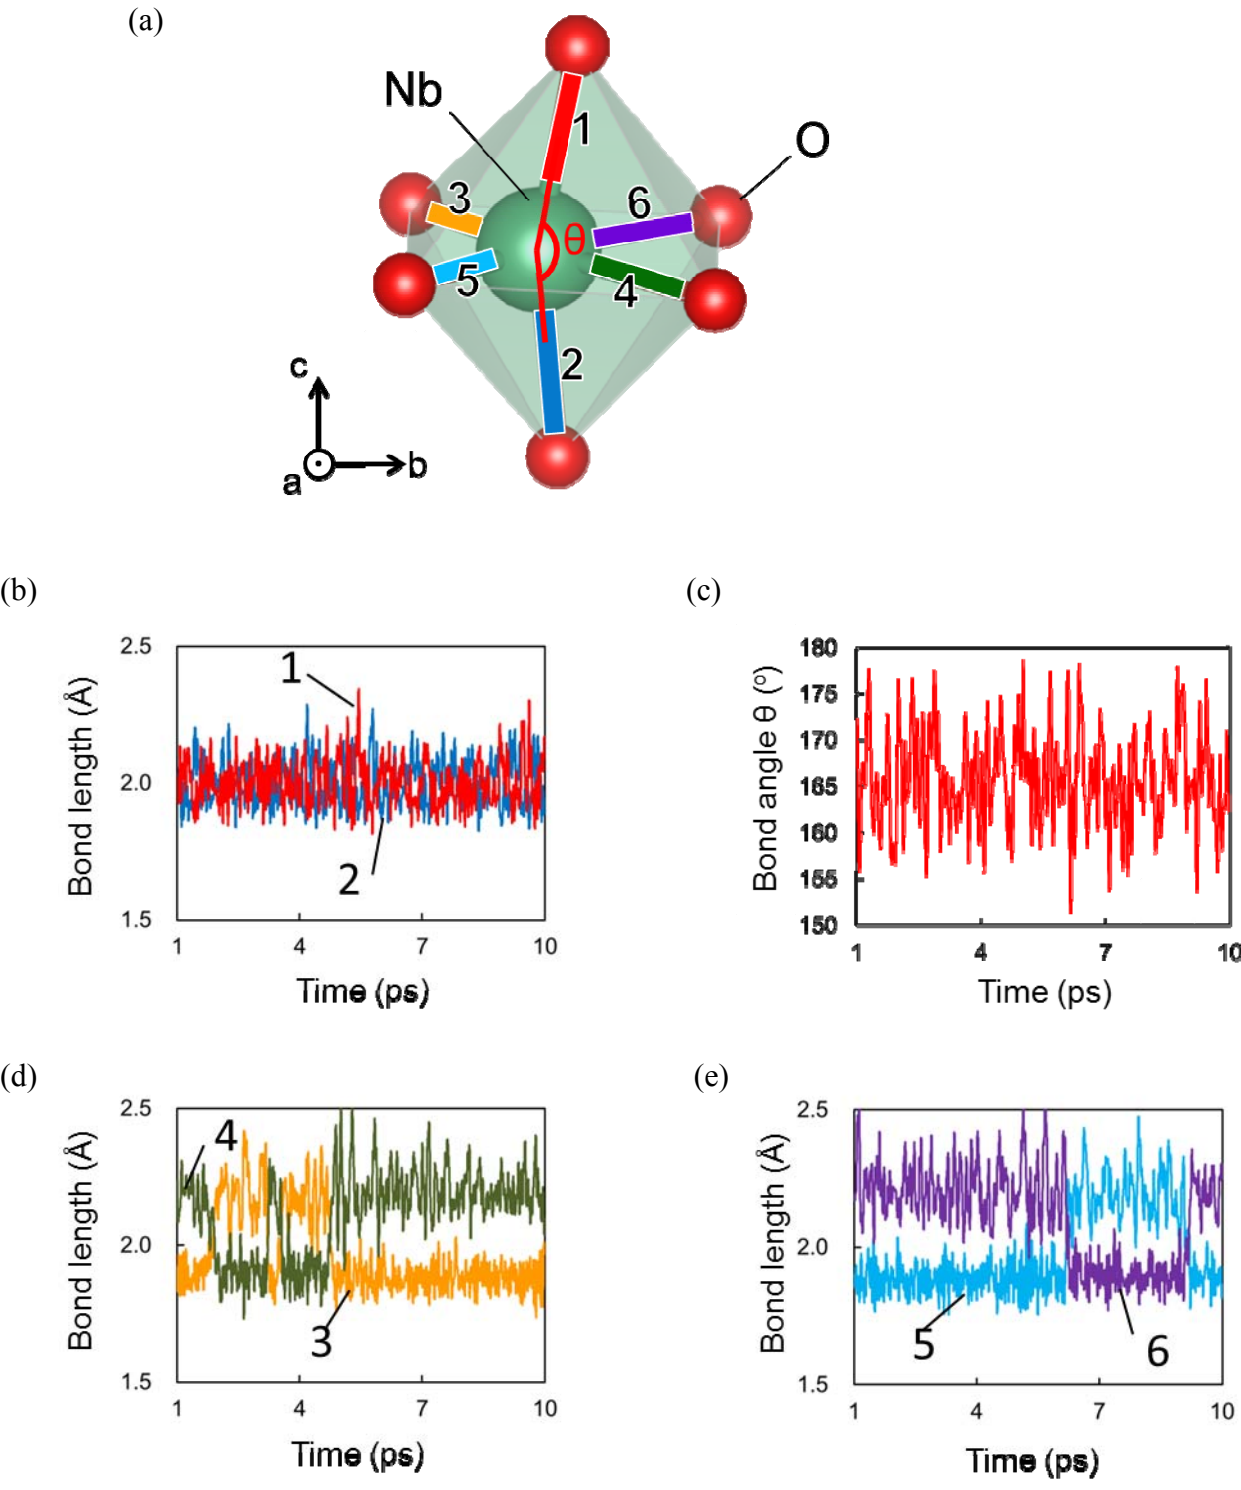 (a)
Nb
O
1
3
6
θ
5
4
2
c
a
b
(b)
(c)
2.5
2.0
1.5
Bond length (Å)
1
2
1 4 7 10
Time (ps)
180
175
170
165
160
155
150
Bond angle θ (°)
1 4 7 10
Time (ps)
(d)
(e)
2.5
2.0
1.5
Bond length (Å)
4
3
1 4 7 10
Time (ps)
2.5
2.0
1.5
Bond length (Å)
5
6
1 4 7 10
Time (ps)